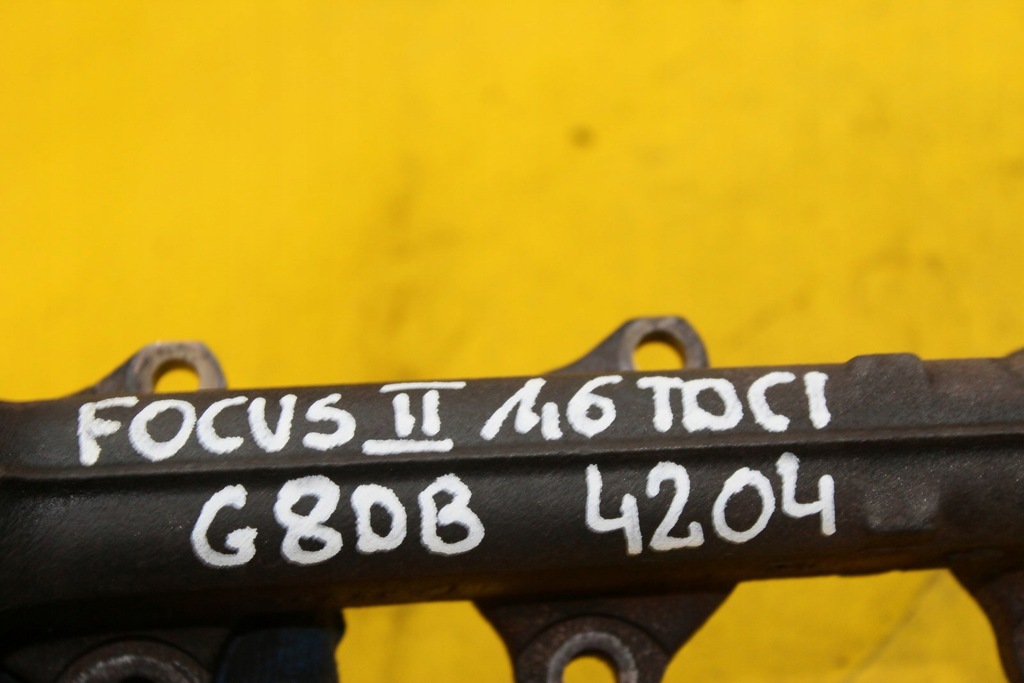 FOCUS II 1,6 TDCI
G8DB 4204